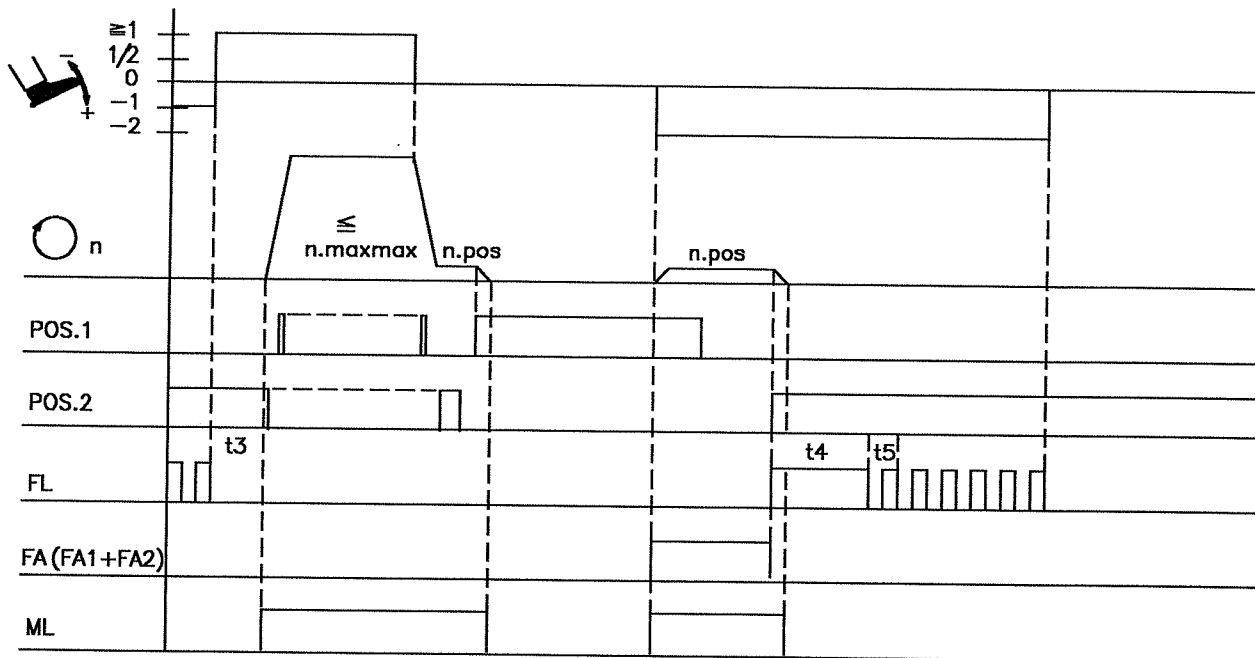 ≧1
1/2
0
−1
−2
−
+
n
≦
n.maxmax
n.pos
n.pos
POS.1
POS.2
t3
t4
t5
FL
FA(FA1+FA2)
ML